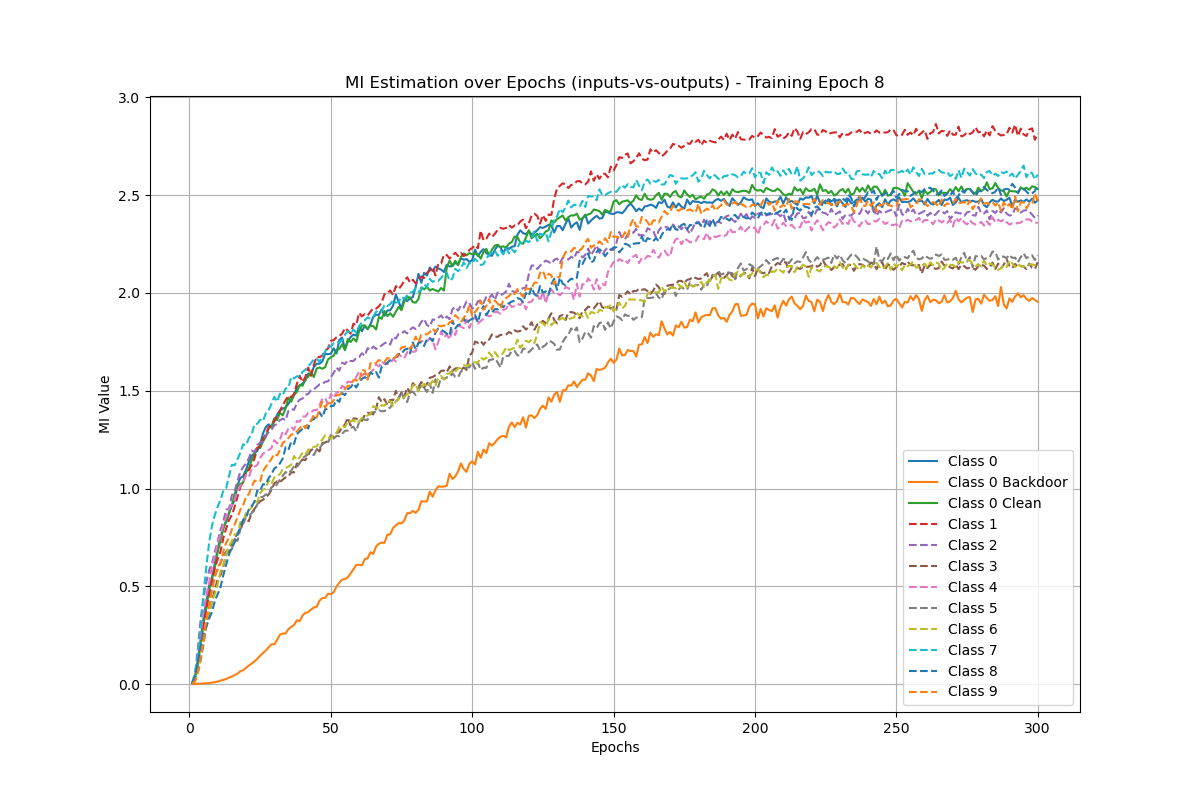 MI Estimation over Epochs (inputs-vs-outputs) - Training Epoch 8
3.0
2.5
2.0
1.5
1.0
0.5
0.0
MI Value
0 50 100 150 200 250 300
Epochs
Class 0
Class 0 Backdoor
Class 0 Clean
Class 1
Class 2
Class 3
Class 4
Class 5
Class 6
Class 7
Class 8
Class 9